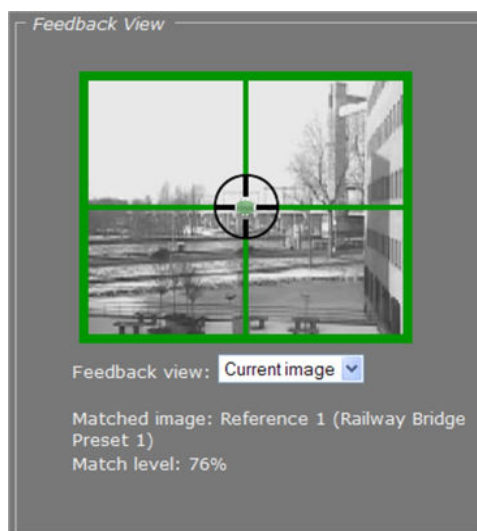 Feedback View
Feedback view: Current image
Matched image: Reference 1 (Railway Bridge
Preset 1)
Match level: 76%